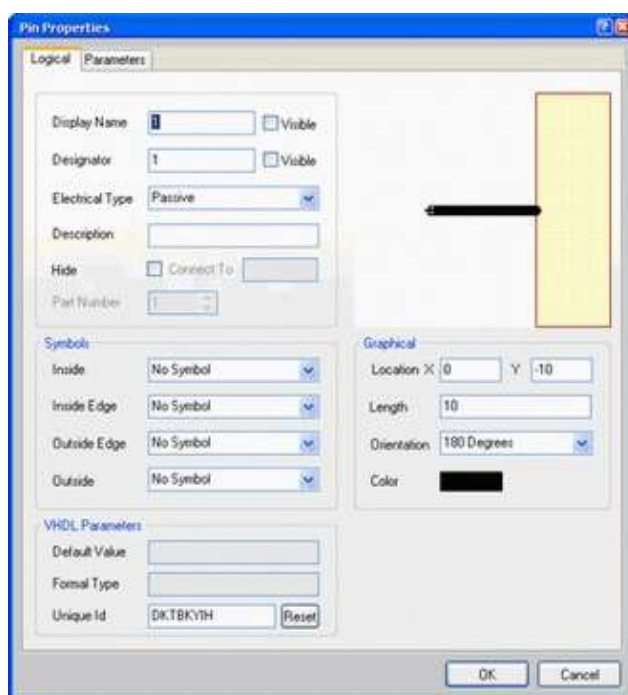 Pin Properties
Logical Parameters
Display Name 1 Visible
Designator 1 Visible
Electrical Type Passive
Description
Hide Connect To
Part Number 1
Symbols
Inside No Symbol
Inside Edge No Symbol
Outside Edge No Symbol
Outside No Symbol
Graphical
Location X 0 Y -10
Length 10
Orientation 180 Degrees
Color
VHDL Parameters
Default Value
Formal Type
Unique Id DKTBKYIH Reset
OK Cancel